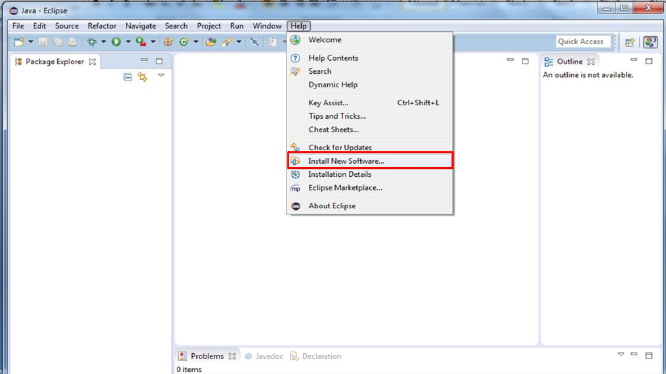 Java - Eclipse
File Edit Source Refactor Navigate Search Project Run Window Help
Quick Access
Package Explorer
Welcome
Help Contents
Search
Dynamic Help
Key Assist... Ctrl+Shift+L
Tips and Tricks...
Cheat Sheets...
Check for Updates
Install New Software...
Installation Details
Eclipse Marketplace...
About Eclipse
Outline
An outline is not available.
Problems Javadoc Declaration
0 items